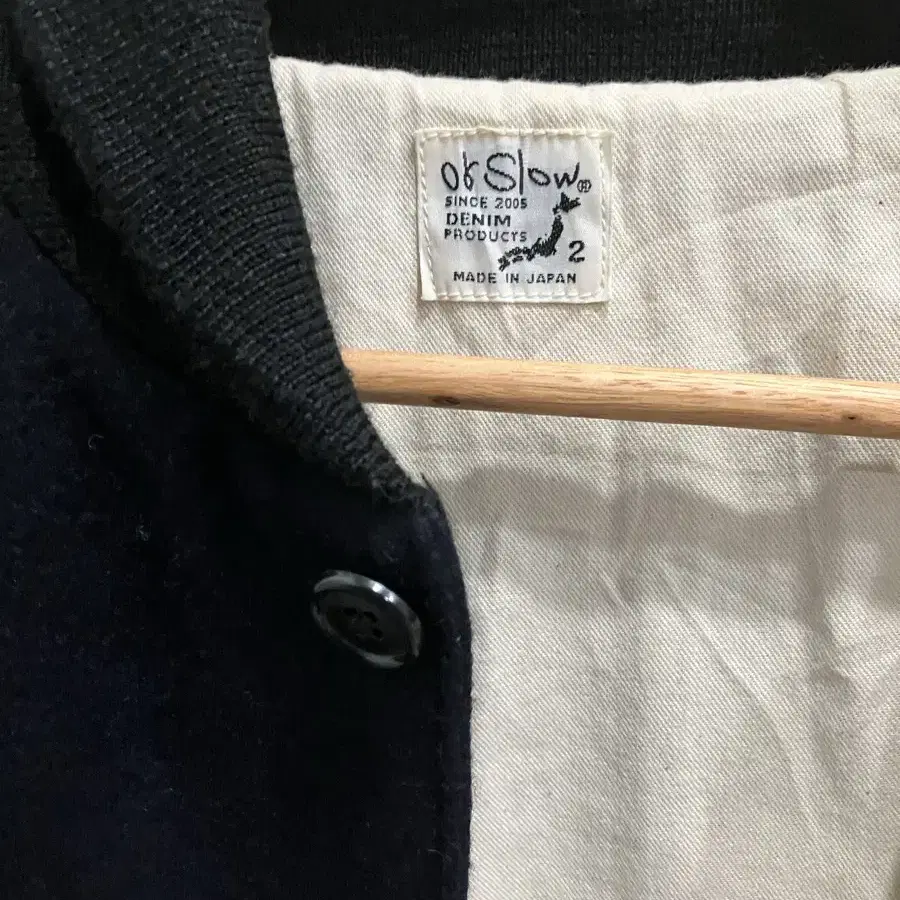 orSlow®
SINCE 2005
DENIM
PRODUCTS
2
MADE IN JAPAN